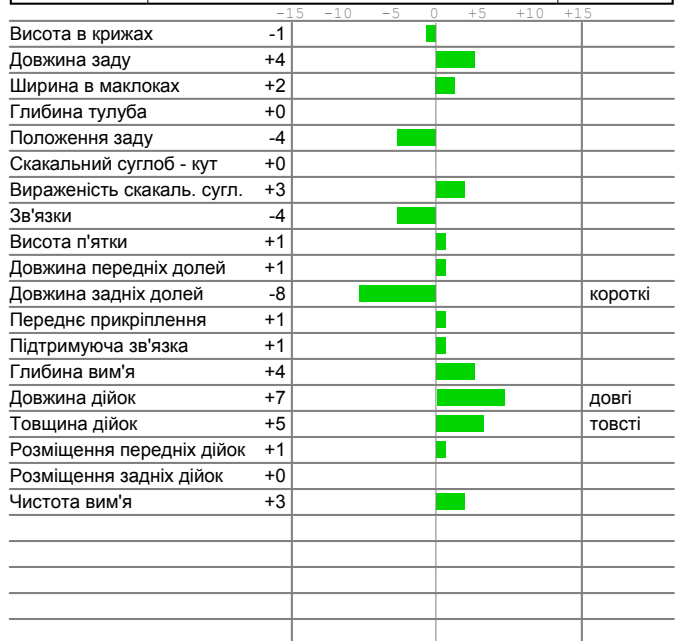 -15 -10 -5 0 +5 +10 +15
Висота в крижах -1
Довжина заду +4
Ширина в маклоках +2
Глибина тулуба +0
Положення заду -4
Скакальний суглоб - кут +0
Вираженість скакаль. сугл. +3
Зв'язки -4
Висота п'ятки +1
Довжина передніх долей +1
Довжина задніх долей -8 короткі
Переднє прикріплення +1
Підтримуюча зв'язка +1
Глибина вим'я +4
Довжина дійок +7 довгі
Товщина дійок +5 товсті
Розміщення передніх дійок +1
Розміщення задніх дійок +0
Чистота вим'я +3